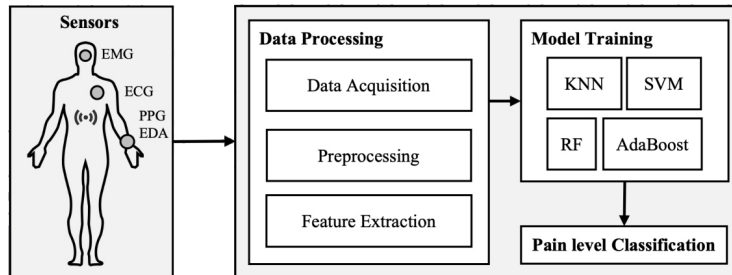 Sensors
EMG
ECG
PPG
EDA
Data Processing
Data Acquisition
Preprocessing
Feature Extraction
Model Training
KNN SVM
RF AdaBoost
Pain level Classification